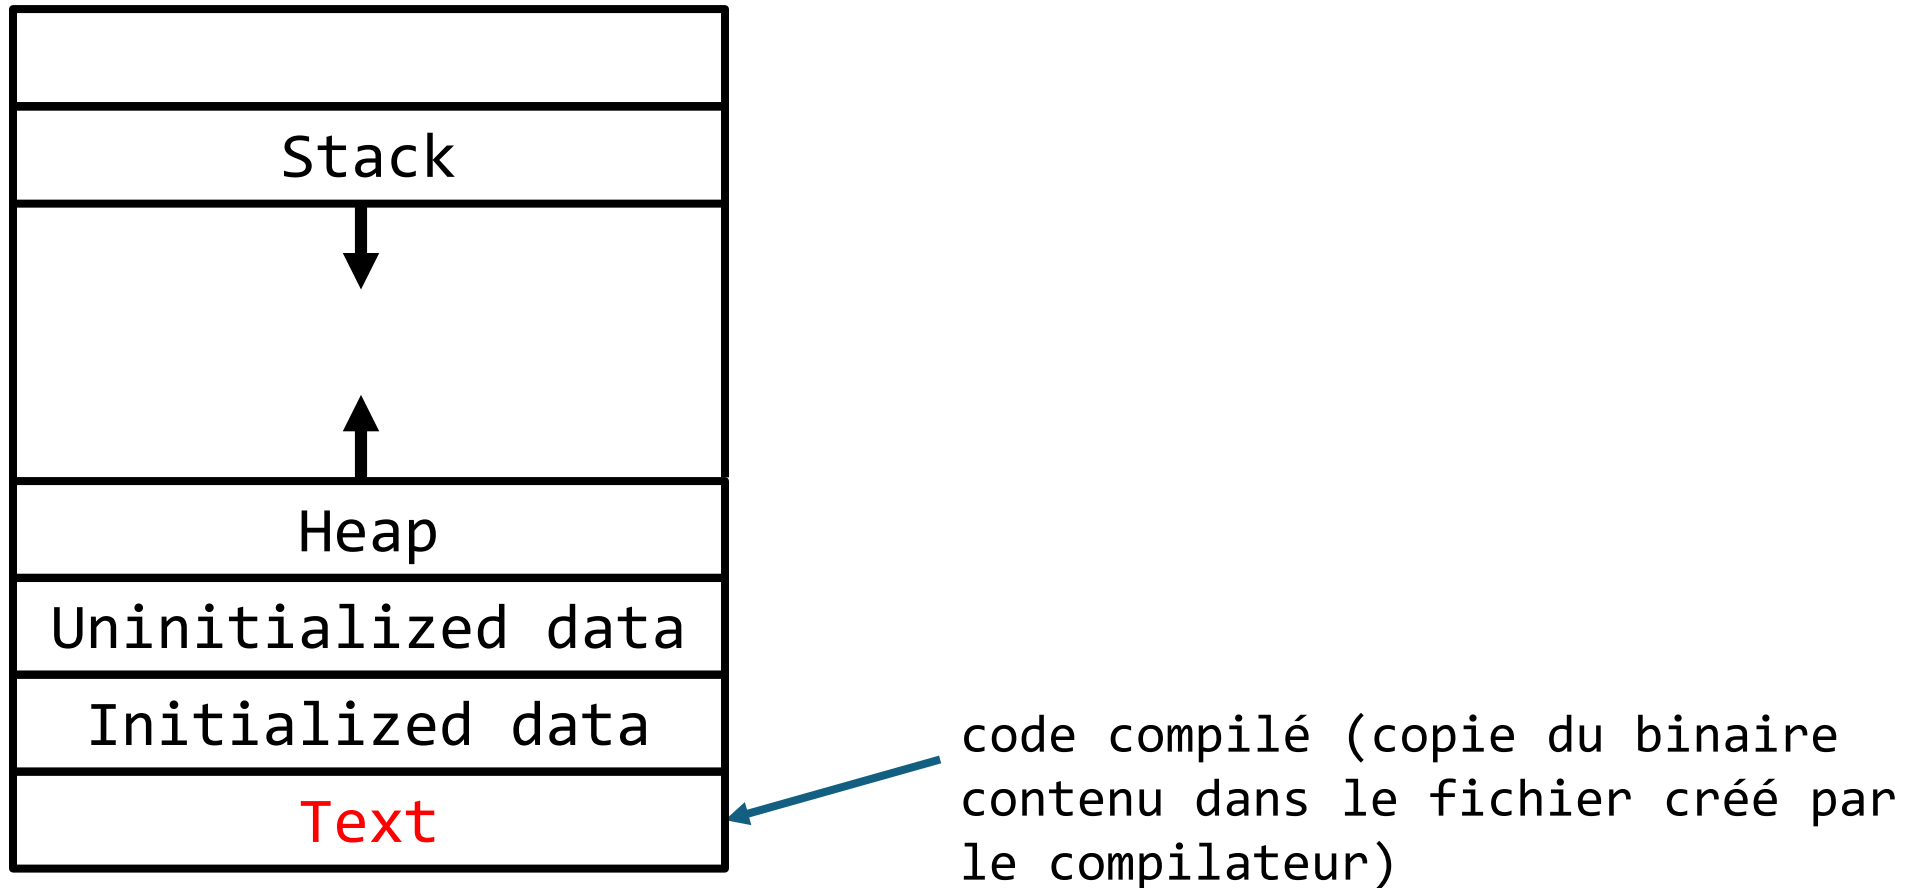 Stack
Heap
Uninitialized data
Initialized data
Text
code compilé (copie du binaire
contenu dans le fichier créé par
le compilateur)